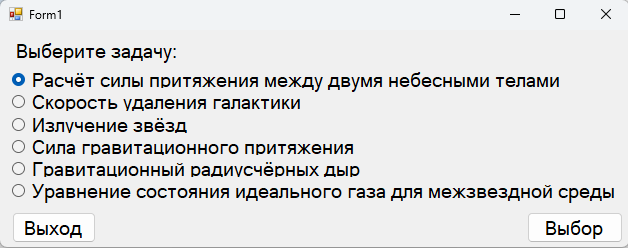 Form1
Выберите задачу:
Расчёт силы притяжения между двумя небесными телами
Скорость удаления галактики
Излучение звёзд
Сила гравитационного притяжения
Гравитационный радиусчёрных дыр
Уравнение состояния идеального газа для межзвездной среды
Выход
Выбор